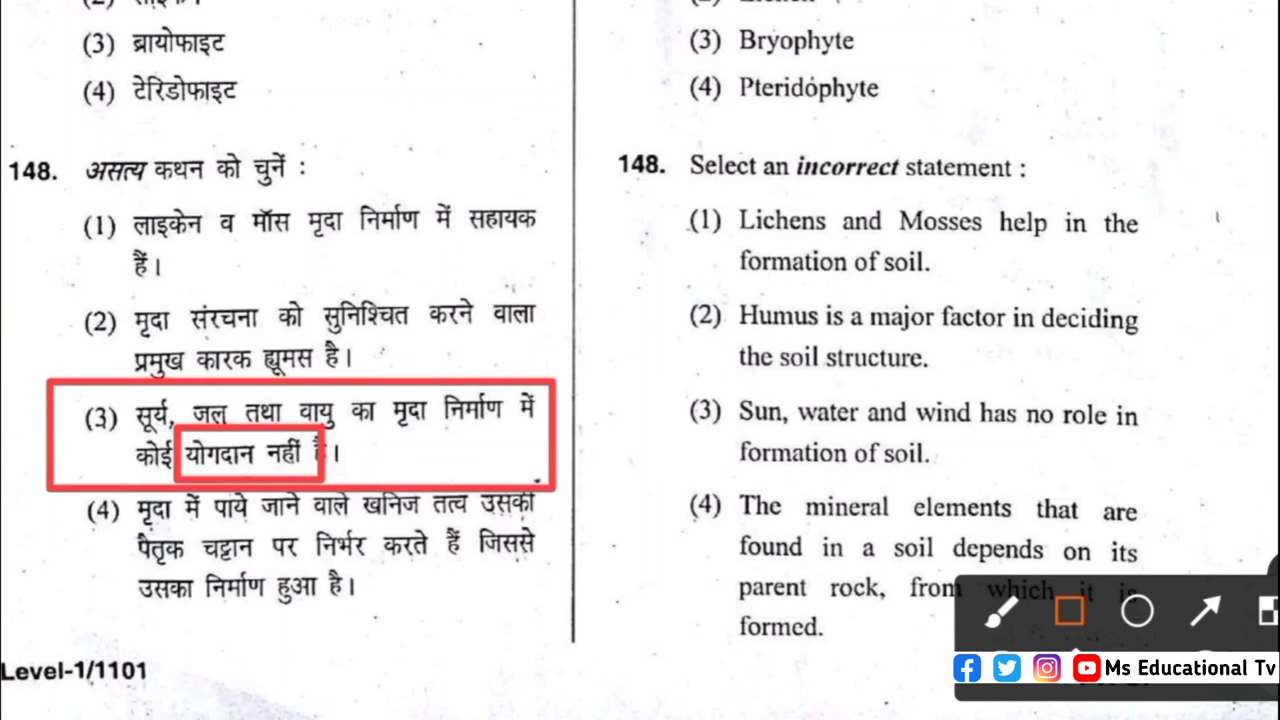 (3) ब्रायोफाइट
(4) टेरिडोफाइट
148. असत्य कथन को चुनें :
(1) लाइकेन व मॉस मृदा निर्माण में सहायक
हैं।
(2) मृदा संरचना को सुनिश्चित करने वाला
प्रमुख कारक ह्यूमस है।
(3) सूर्य, जल तथा वायु का मृदा निर्माण में
कोई योगदान नहीं है।
(4) मृदा में पाये जाने वाले खनिज तत्व उसकी
पैतृक चट्टान पर निर्भर करते हैं जिससे
उसका निर्माण हुआ है।
Level-1/1101
(3) Bryophyte
(4) Pteridophyte
148. Select an incorrect statement :
(1) Lichens and Mosses help in the
formation of soil.
(2) Humus is a major factor in deciding
the soil structure.
(3) Sun, water and wind has no role in
formation of soil.
(4) The mineral elements that are
found in a soil depends on its
parent rock, from which it is
formed.
Ms Educational Tv